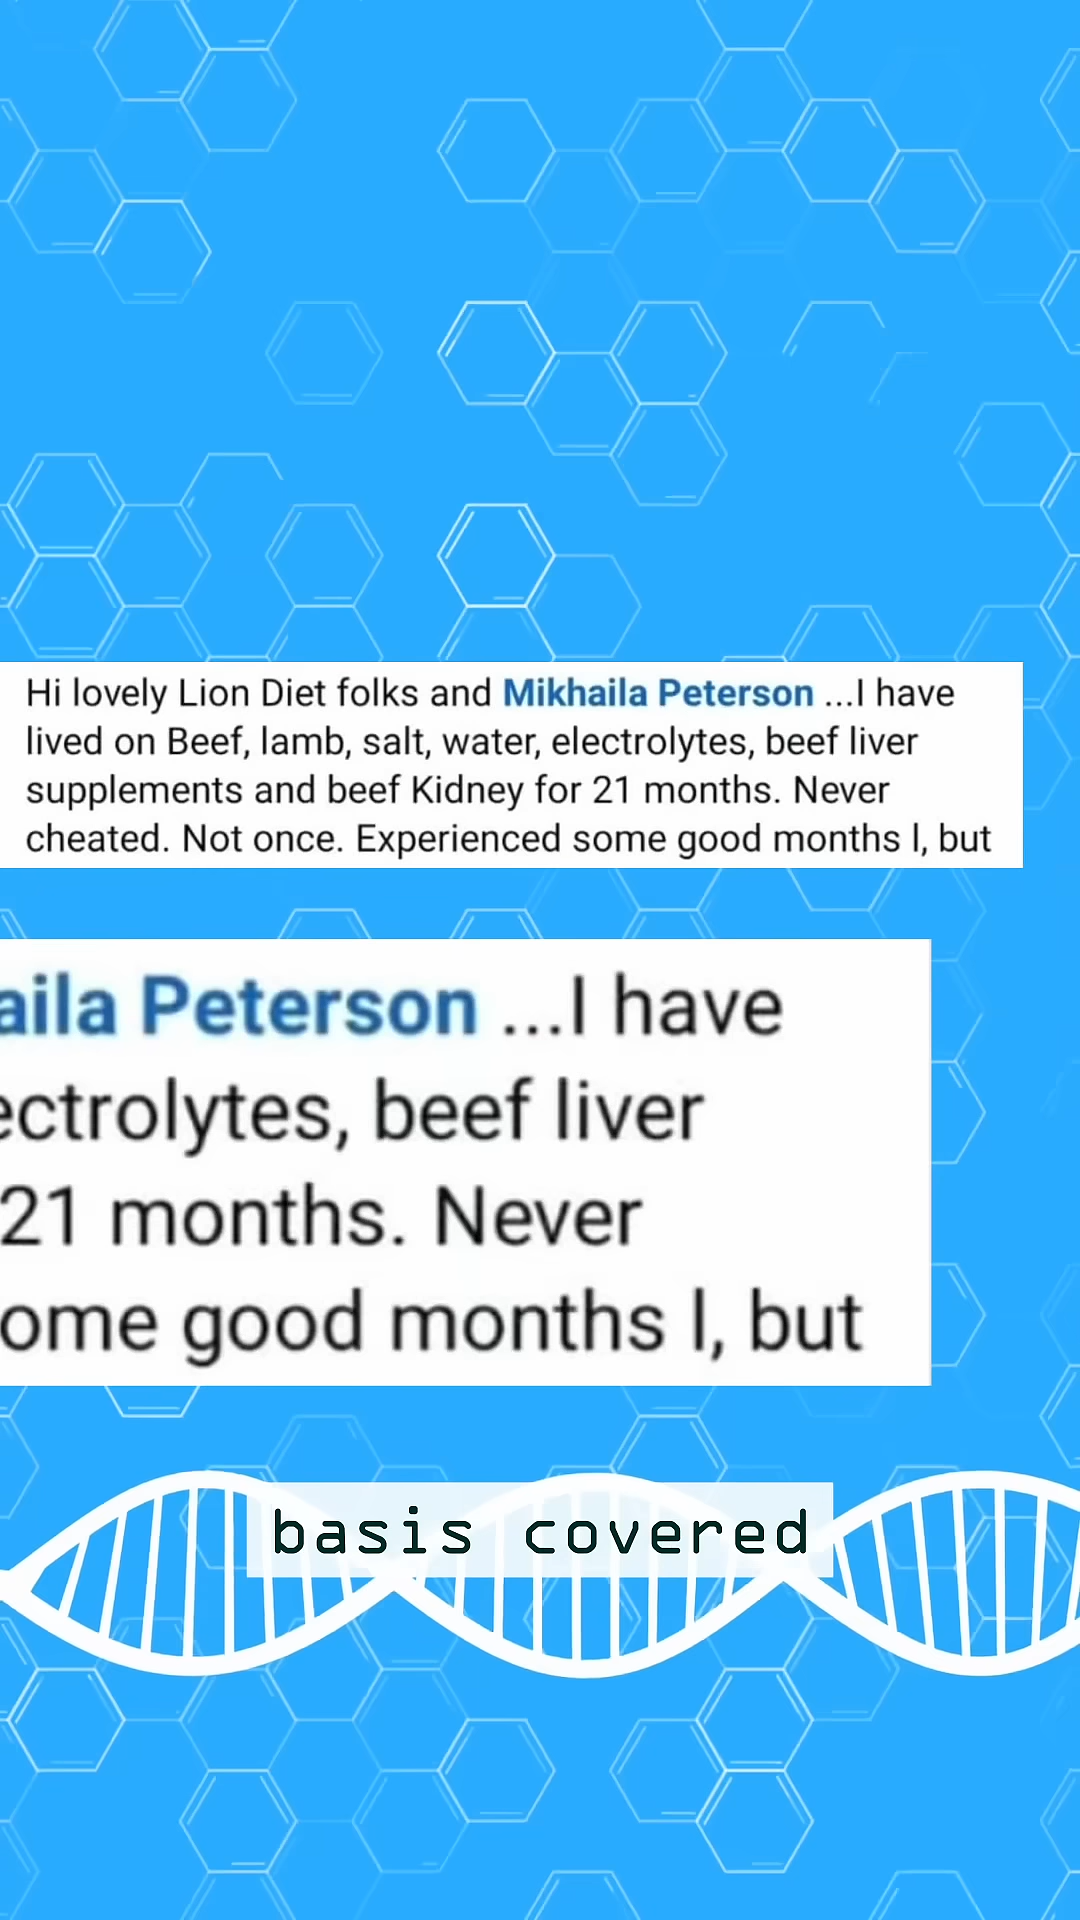 Hi lovely Lion Diet folks and Mikhaila Peterson ...I have
lived on Beef, lamb, salt, water, electrolytes, beef liver
supplements and beef Kidney for 21 months. Never
cheated. Not once. Experienced some good months l, but
aila Peterson ...I have
ectrolytes, beef liver
21 months. Never
ome good months l, but
basis covered